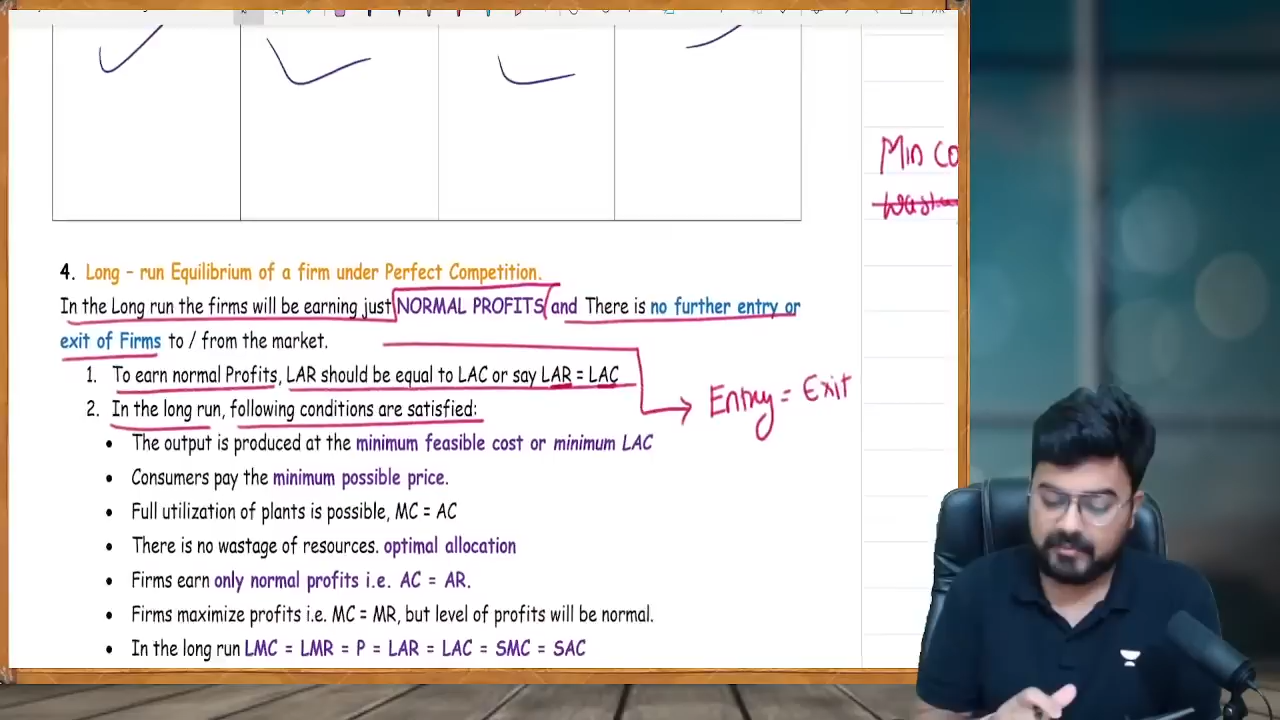 Min
4. Long - run Equilibrium of a firm under Perfect Competition.
In the Long run the firms will be earning just NORMAL PROFITS and There is no further entry or
exit of Firms to / from the market.
1. To earn normal Profits, LAR should be equal to LAC or say LAR = LAC
Entry = Exit
2. In the long run, following conditions are satisfied:
• The output is produced at the minimum feasible cost or minimum LAC
• Consumers pay the minimum possible price.
• Full utilization of plants is possible, MC = AC
• There is no wastage of resources. optimal allocation
• Firms earn only normal profits i.e. AC = AR.
• Firms maximize profits i.e. MC = MR, but level of profits will be normal.
• In the long run LMC = LMR = P = LAR = LAC = SMC = SAC